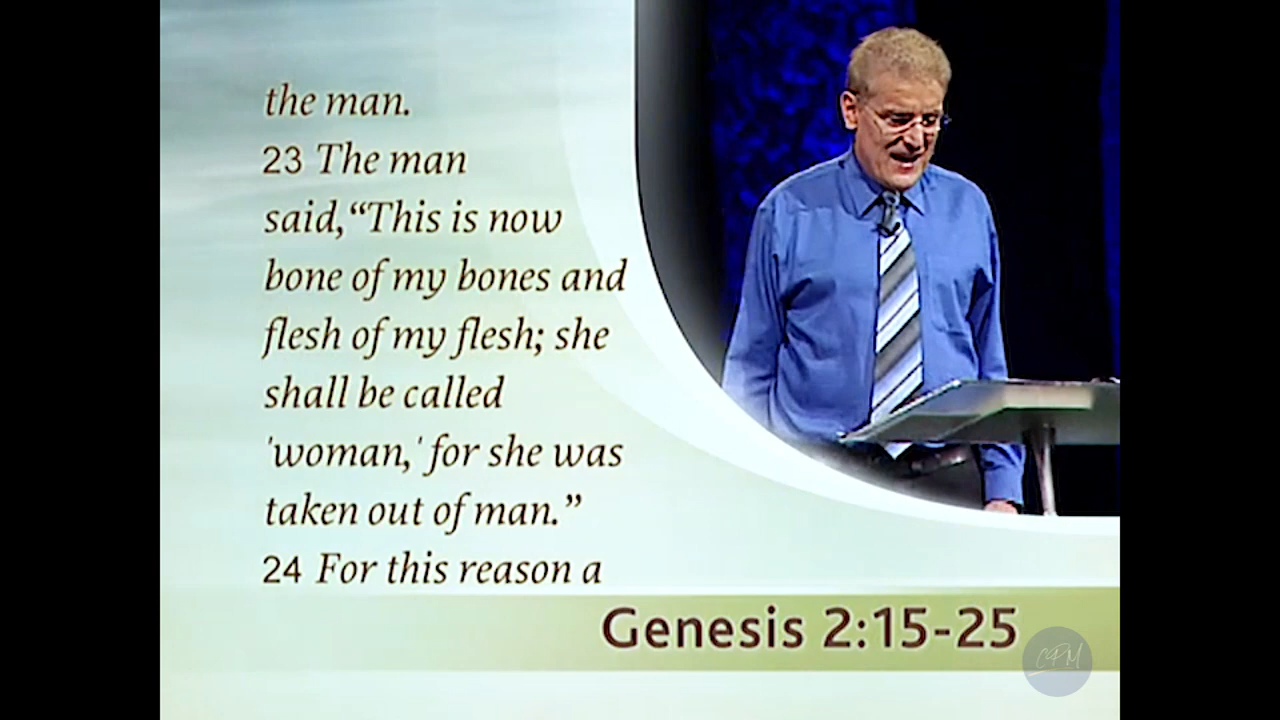 the man.
23 The man
said,“This is now
bone of my bones and
flesh of my flesh; she
shall be called
'woman,' for she was
taken out of man.”
24 For this reason a
Genesis 2:15-25
CPM